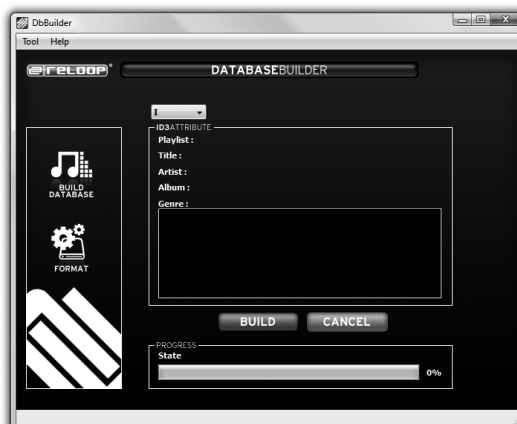 DbBuilder
Tool Help
reloop®
DATABASEBUILDER
I
ID3ATTRIBUTE
Playlist :
Title :
Artist :
Album :
Genre :
BUILD
DATABASE
FORMAT
BUILD CANCEL
PROGRESS
State
0%